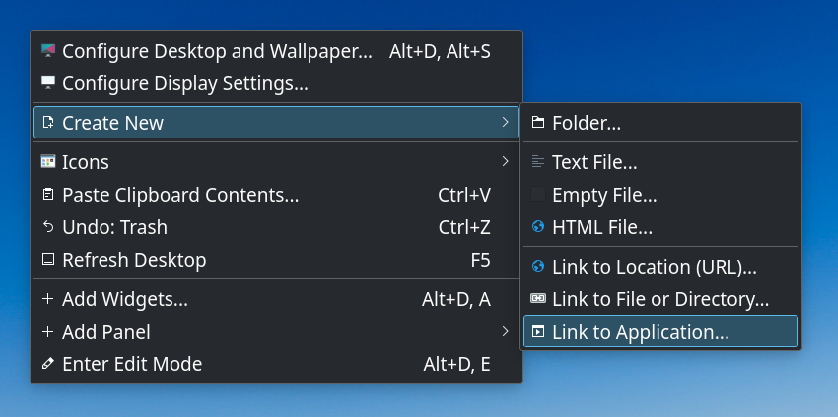 Configure Desktop and Wallpaper... Alt+D, Alt+S
Configure Display Settings...
Create New
Icons
Paste Clipboard Contents... Ctrl+V
Undo: Trash Ctrl+Z
Refresh Desktop F5
Add Widgets... Alt+D, A
Add Panel
Enter Edit Mode Alt+D, E
Folder...
Text File...
Empty File...
HTML File...
Link to Location (URL)...
Link to File or Directory...
Link to Application...